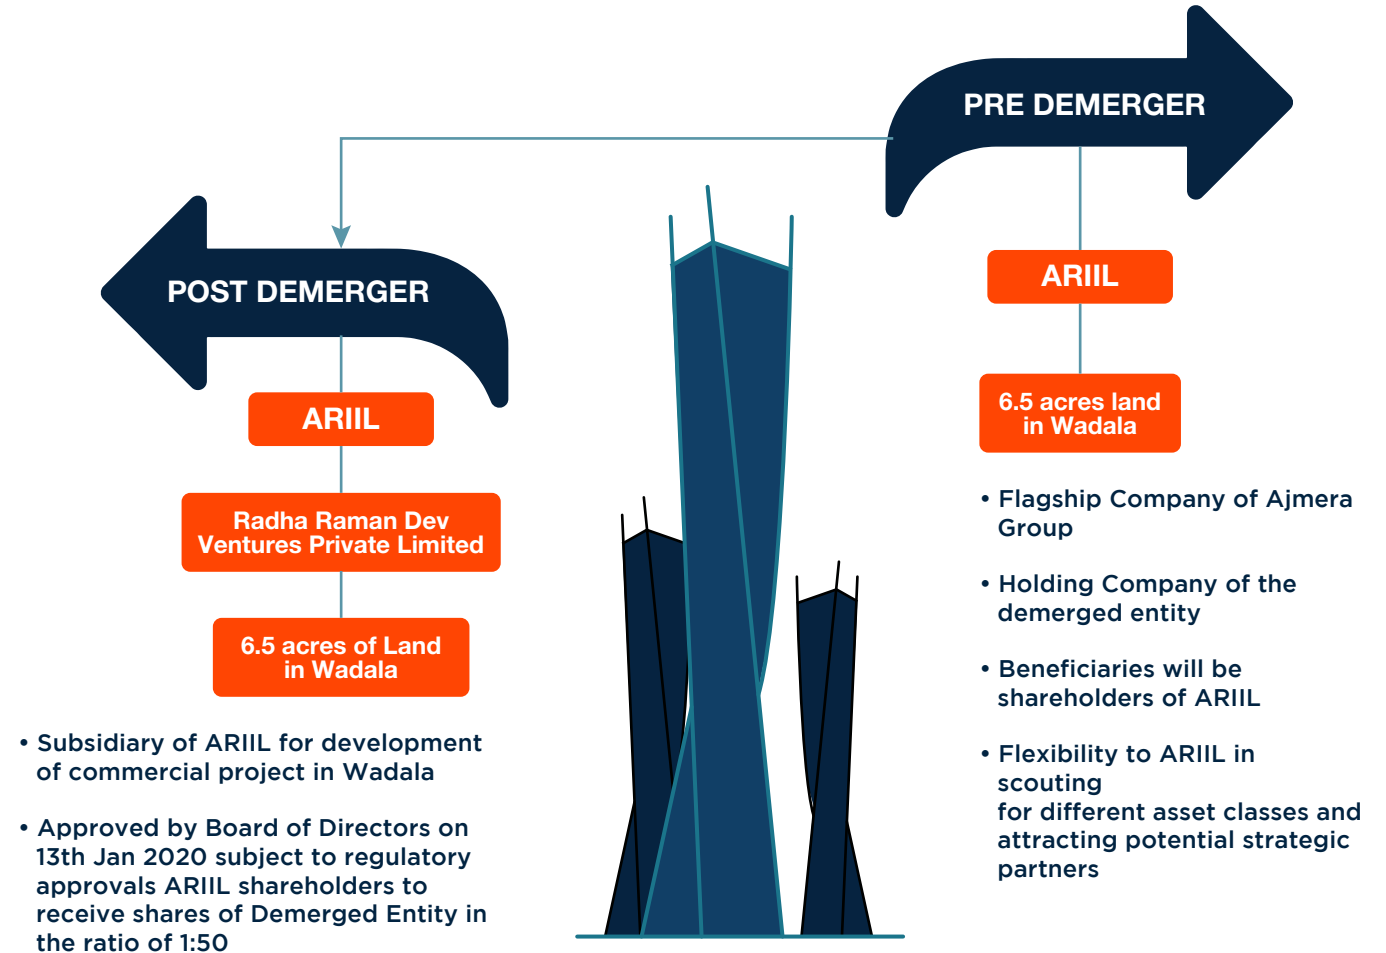 PRE DEMERGER
ARIIL
6.5 acres land
in Wadala
• Flagship Company of Ajmera
Group
• Holding Company of the
demerged entity
• Beneficiaries will be
shareholders of ARIIL
• Flexibility to ARIIL in
scouting
for different asset classes and
attracting potential strategic
partners
POST DEMERGER
ARIIL
Radha Raman Dev
Ventures Private Limited
6.5 acres of Land
in Wadala
• Subsidiary of ARIIL for development
of commercial project in Wadala
• Approved by Board of Directors on
13th Jan 2020 subject to regulatory
approvals ARIIL shareholders to
receive shares of Demerged Entity in
the ratio of 1:50